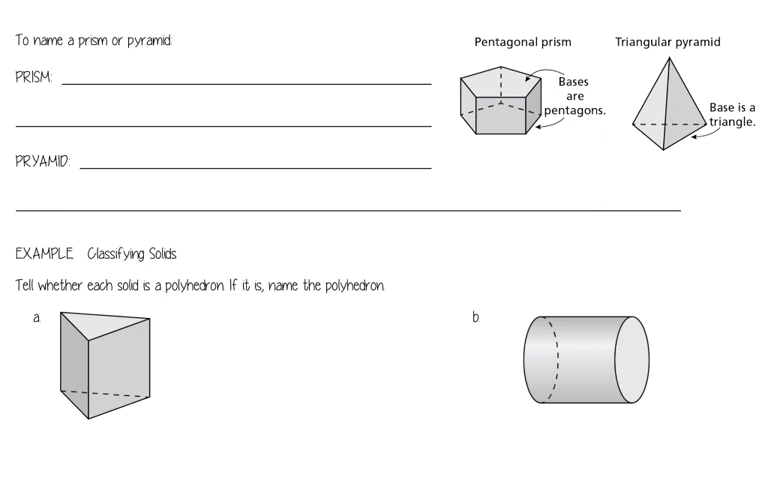 To name a prism or pyramid:
PRISM:
PRYAMID:
Pentagonal prism
Bases
are
pentagons.
Triangular pyramid
Base is a
triangle.
EXAMPLE Classifying Solids
Tell whether each solid is a polyhedron. If it is, name the polyhedron.
a.
b.